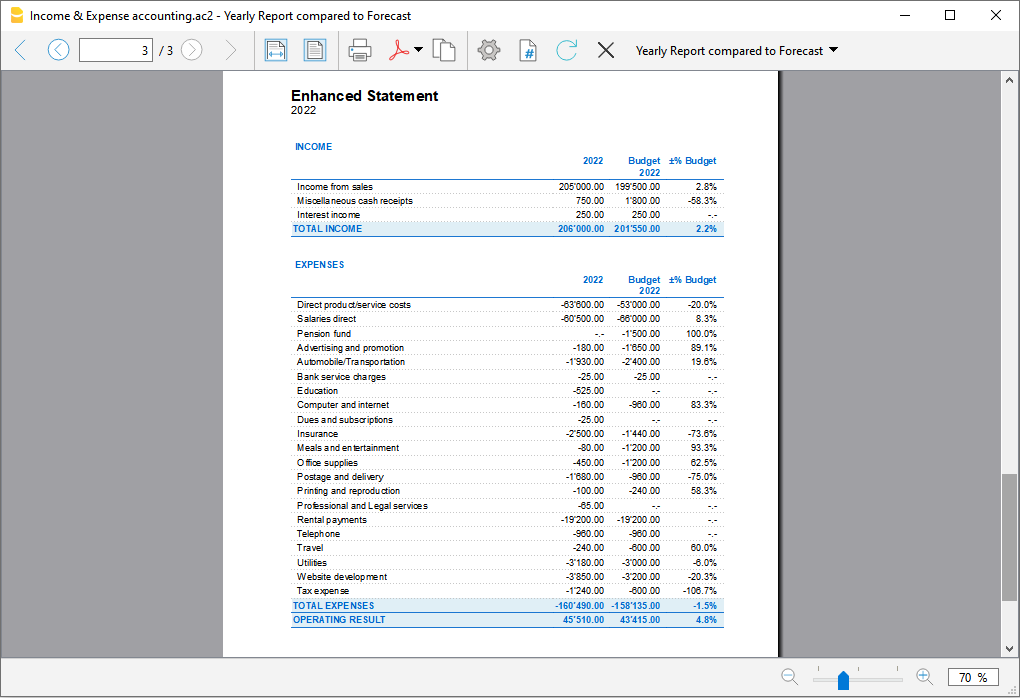 Income & Expense accounting.ac2 - Yearly Report compared to Forecast
3 / 3 # Yearly Report compared to Forecast
Enhanced Statement
2022
INCOME
2022 Budget ±% Budget
2022
Income from sales 205'000.00 199'500.00 2.8%
Miscellaneous cash receipts 750.00 1'800.00 -58.3%
Interest income 250.00 250.00 -.-
TOTAL INCOME 206'000.00 201'550.00 2.2%
EXPENSES
2022 Budget ±% Budget
2022
Direct product/service costs -63'600.00 -53'000.00 -20.0%
Salaries direct -60'500.00 -66'000.00 8.3%
Pension fund -.- -1'500.00 100.0%
Advertising and promotion -180.00 -1'650.00 89.1%
Automobile/Transportation -1'930.00 -2'400.00 19.6%
Bank service charges -25.00 -25.00 -.-
Education -525.00 -.- -.-
Computer and internet -160.00 -960.00 83.3%
Dues and subscriptions -25.00 -.- -.-
Insurance -2'500.00 -1'440.00 -73.6%
Meals and entertainment -80.00 -1'200.00 93.3%
Office supplies -450.00 -1'200.00 62.5%
Postage and delivery -1'680.00 -960.00 -75.0%
Printing and reproduction -100.00 -240.00 58.3%
Professional and Legal services -65.00 -.- -.-
Rental payments -19'200.00 -19'200.00 -.-
Telephone -960.00 -960.00 -.-
Travel -240.00 -600.00 60.0%
Utilities -3'180.00 -3'000.00 -6.0%
Website development -3'850.00 -3'200.00 -20.3%
Tax expense -1'240.00 -600.00 -106.7%
TOTAL EXPENSES -160'490.00 -158'135.00 -1.5%
OPERATING RESULT 45'510.00 43'415.00 4.8%
70 %